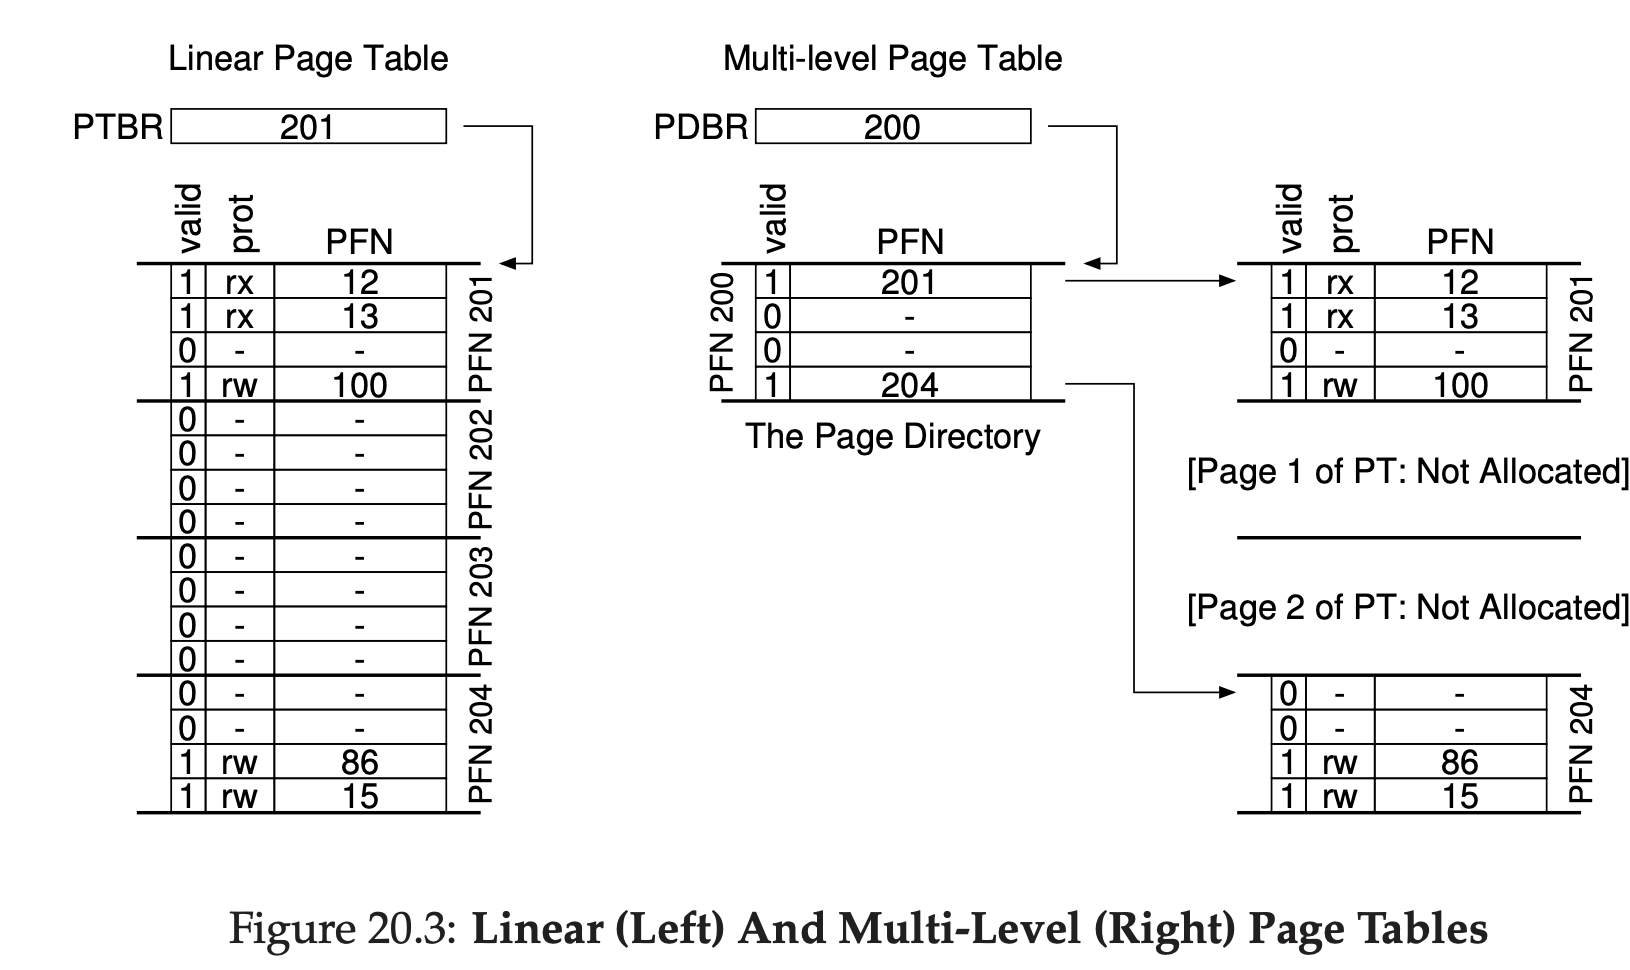 Linear Page Table
PTBR 201
valid prot PFN
1 rx 12
1 rx 13
0 - -
1 rw 100
PFN 201
0 - -
0 - -
0 - -
0 - -
PFN 202
0 - -
0 - -
0 - -
0 - -
PFN 203
0 - -
0 - -
1 rw 86
1 rw 15
PFN 204
Multi-level Page Table
PDBR 200
valid PFN
PFN 200
1 201
0 -
0 -
1 204
The Page Directory
valid prot PFN
1 rx 12
1 rx 13
0 - -
1 rw 100
PFN 201
[Page 1 of PT: Not Allocated]
[Page 2 of PT: Not Allocated]
0 - -
0 - -
1 rw 86
1 rw 15
PFN 204
Figure 20.3: Linear (Left) And Multi-Level (Right) Page Tables